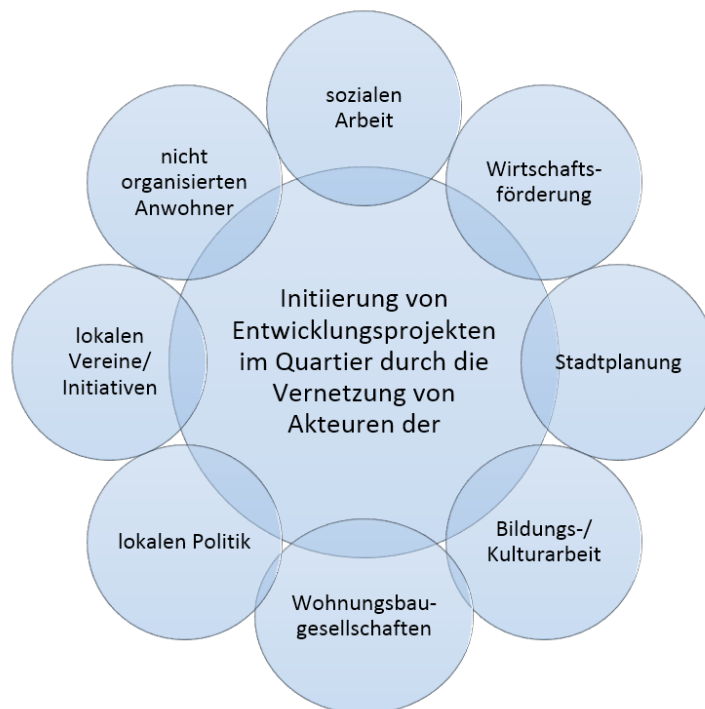 sozialen
Arbeit
Wirtschafts-
förderung
Stadtplanung
Bildungs-/
Kulturarbeit
Wohnungsbau-
gesellschaften
lokalen Politik
lokalen
Vereine/
Initiativen
nicht
organisierten
Anwohner
Initiierung von
Entwicklungsprojekten
im Quartier durch die
Vernetzung von
Akteuren der